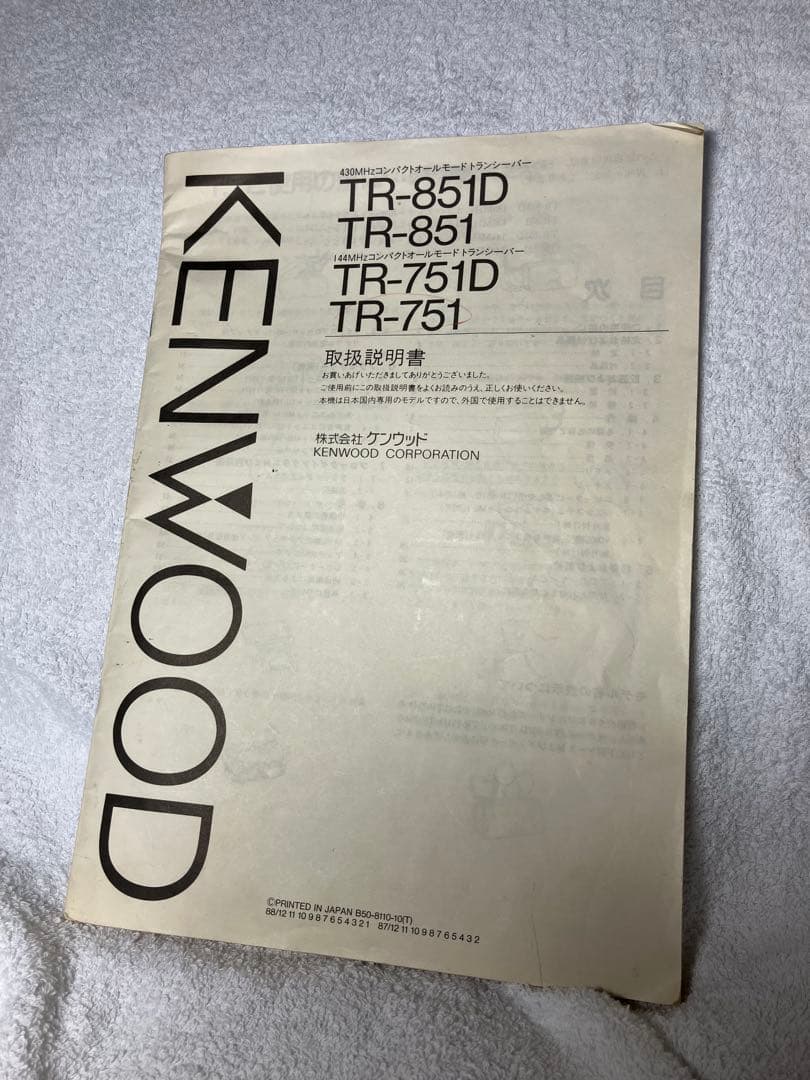 KENWOOD
430MHzコンパクトオールモードトランシーバー
TR-851D
TR-851
144MHzコンパクトオールモードトランシーバー
TR-751D
TR-751
取扱説明書
お買いあげいただきましてありがとうございました。
ご使用前にこの取扱説明書をよくお読みのうえ、正しくお使いください。
本機は日本国内専用のモデルですので、外国で使用することはできません。
株式会社 ケンウッド
KENWOOD CORPORATION
©PRINTED IN JAPAN B50-8110-10(T)
88/12 11 10 9 8 7 6 5 4 3 2 1 87/12 11 10 9 8 7 6 5 4 3 2